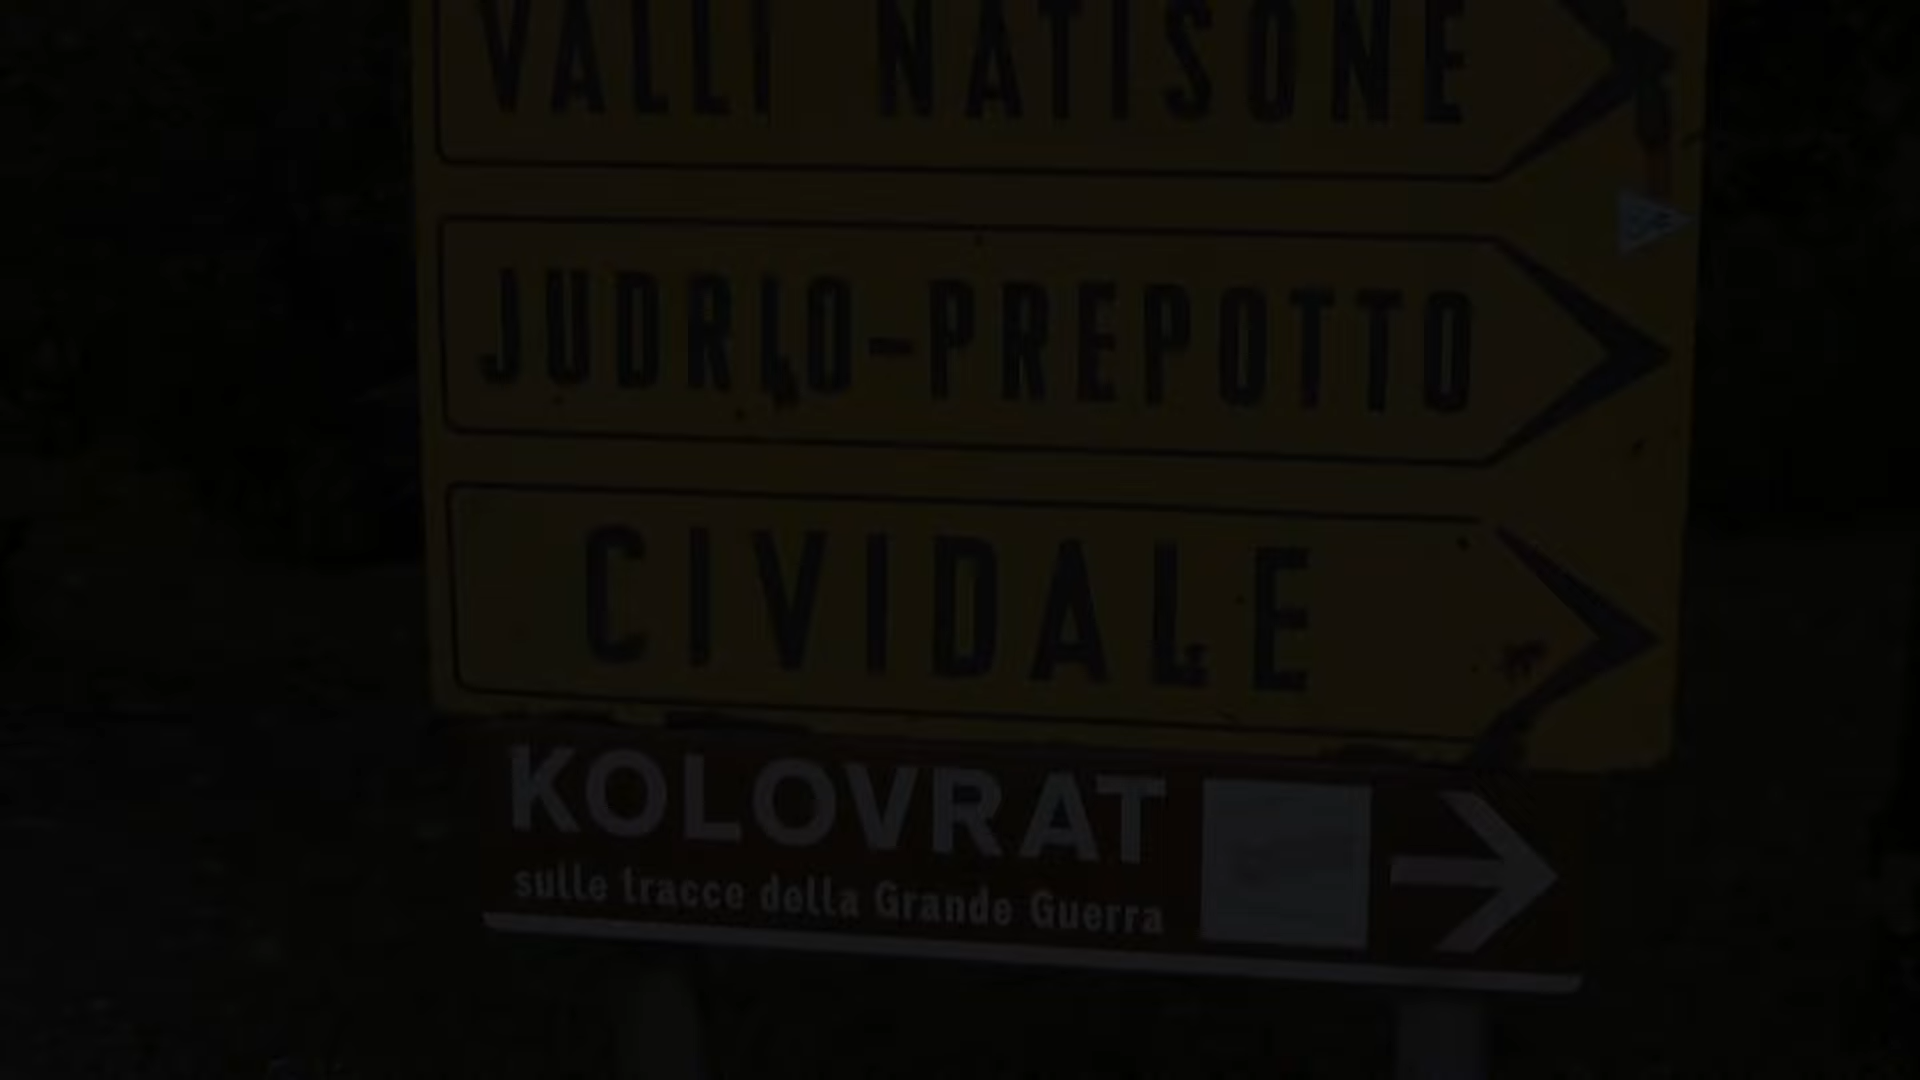 VALLI NATISONE
JUDRIO-PREPOTTO
CIVIDALE
KOLOVRAT
sulle tracce della Grande Guerra